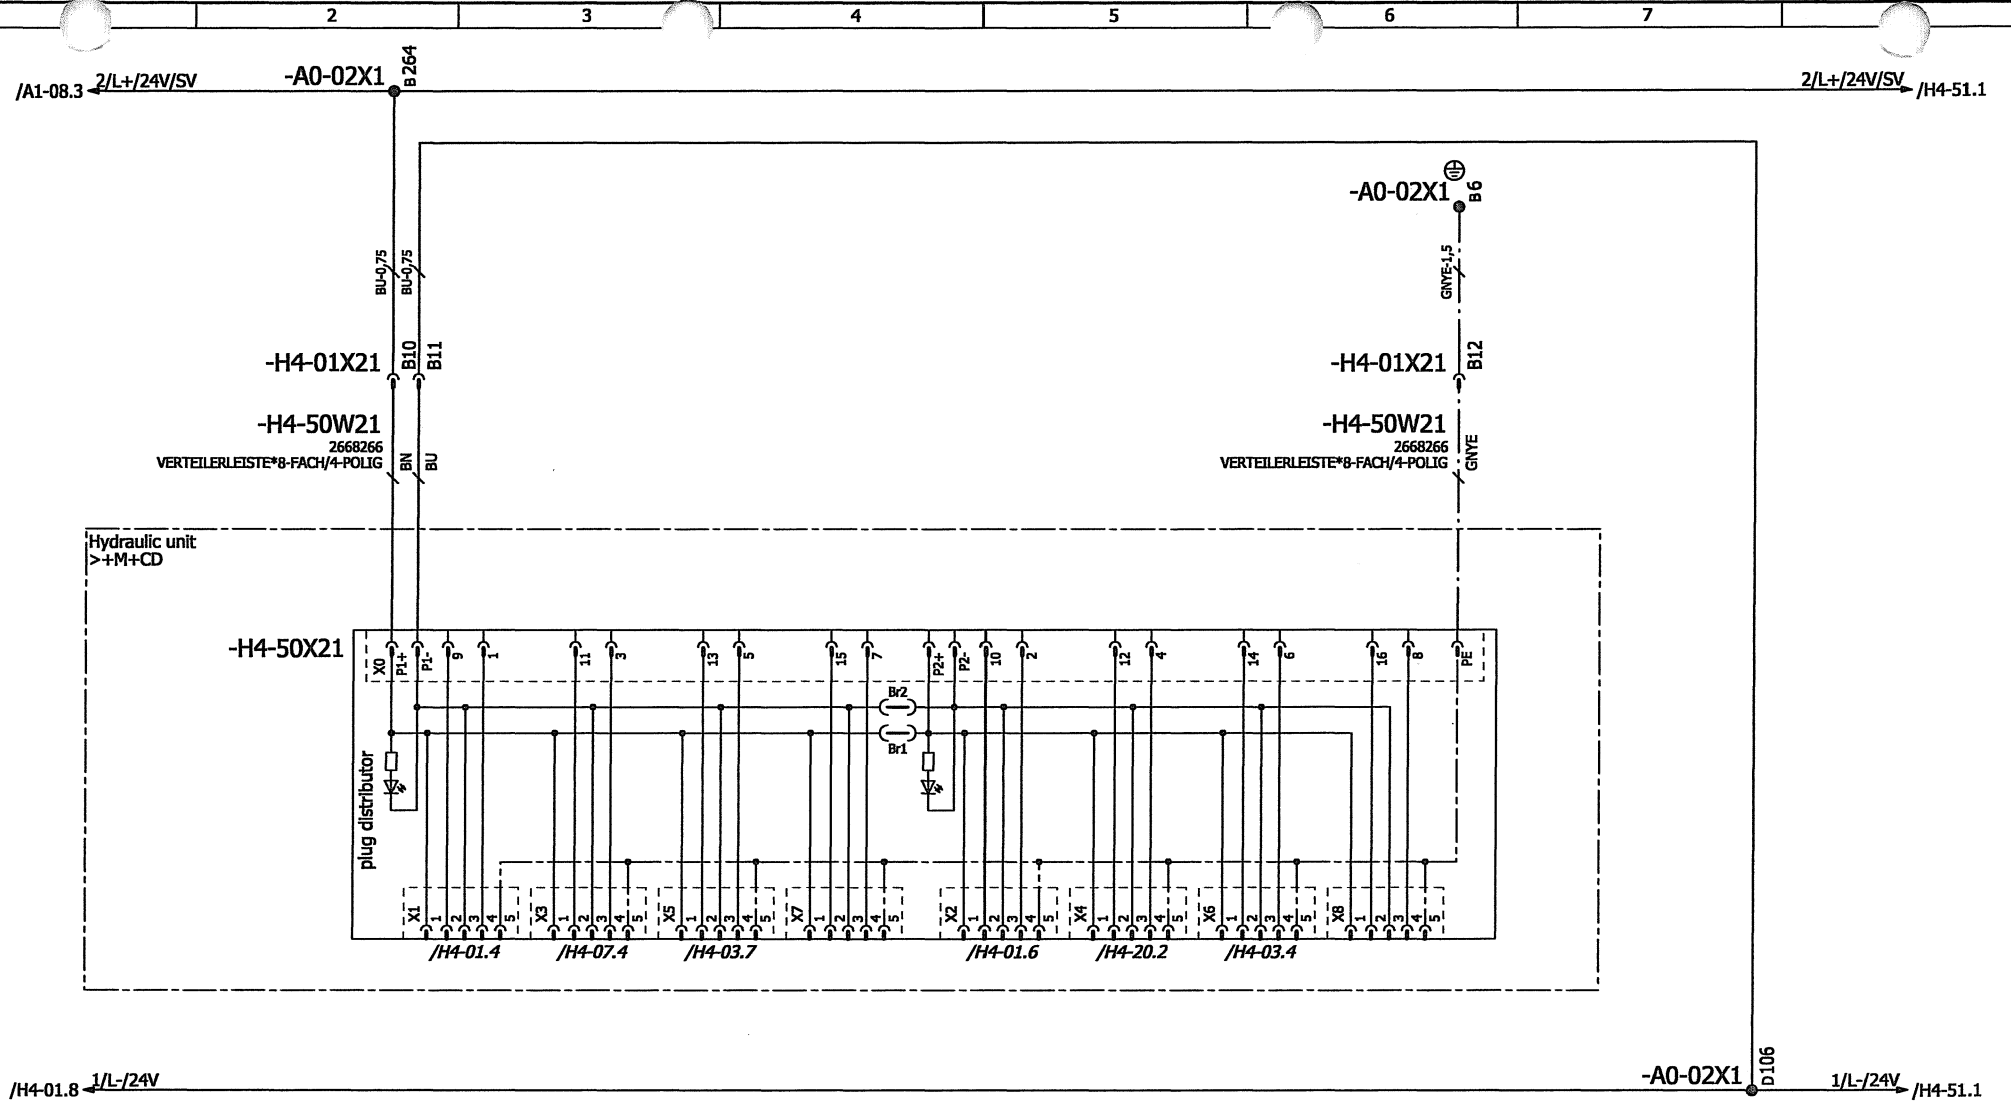 2 3 4 5 6 7
-A0-02X1 B264
/A1-08.3 2/L+/24V/SV
2/L+/24V/SV /H4-51.1
-A0-02X1 B6
BU-0,75 BU-0,75
GNYE-1,5
-H4-01X21 B10 B11
-H4-01X21 B12
-H4-50W21
2668266
VERTEILERLEISTE*8-FACH/4-POLIG BN BU
-H4-50W21
2668266
VERTEILERLEISTE*8-FACH/4-POLIG GNYE
Hydraulic unit
>+M+CD
-H4-50X21
X0 P1+ P1- 9 1 11 3 13 5 15 7 P2+ P2- 10 2 12 4 14 6 16 8 PE
Br2
Br1
plug distributor
X1 1 2 3 4 5
X3 1 2 3 4 5
X5 1 2 3 4 5
X7 1 2 3 4 5
X2 1 2 3 4 5
X4 1 2 3 4 5
X6 1 2 3 4 5
X8 1 2 3 4 5
/H4-01.4 /H4-07.4 /H4-03.7 /H4-01.6 /H4-20.2 /H4-03.4
-A0-02X1 D106
/H4-01.8 1/L-/24V
1/L-/24V /H4-51.1